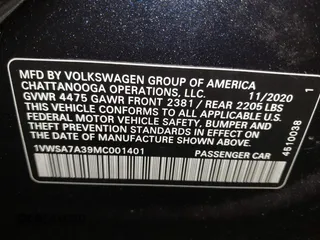 MFD BY VOLKSWAGEN GROUP OF AMERICA
CHATTANOOGA OPERATIONS, LLC. 11/2020
GVWR 4475 GAWR FRONT 2381 / REAR 2205 LBS
THIS VEHICLE CONFORMS TO ALL APPLICABLE
U.S. FEDERAL MOTOR VEHICLE SAFETY, BUMPER, AND
THEFT PREVENTION STANDARDS IN EFFECT ON THE
DATE OF MANUFACTURE SHOWN ABOVE
1VWSA7A39MC001401 PASSENGER CAR
4510038 1